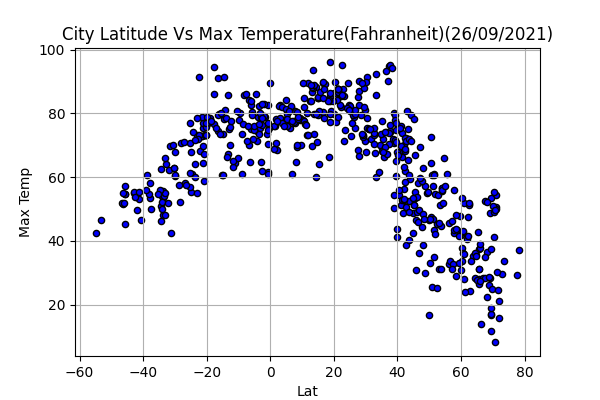 City Latitude Vs Max Temperature(Fahranheit)(26/09/2021)
100
80
60
40
20
Max Temp
−60 −40 −20 0 20 40 60 80
Lat